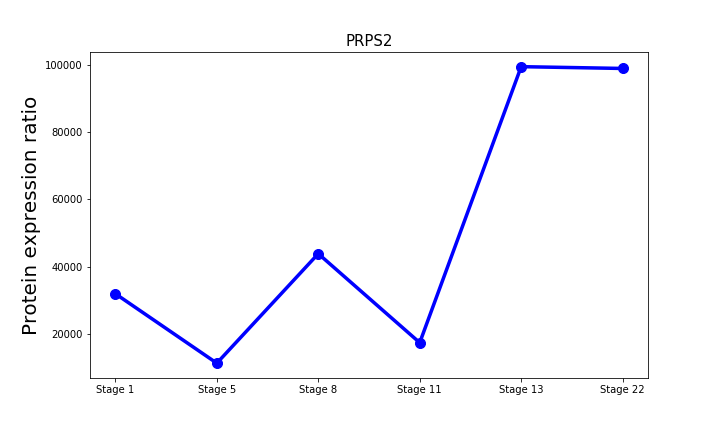 PRPS2
Protein expression ratio
100000
80000
60000
40000
20000
Stage 1
Stage 5
Stage 8
Stage 11
Stage 13
Stage 22